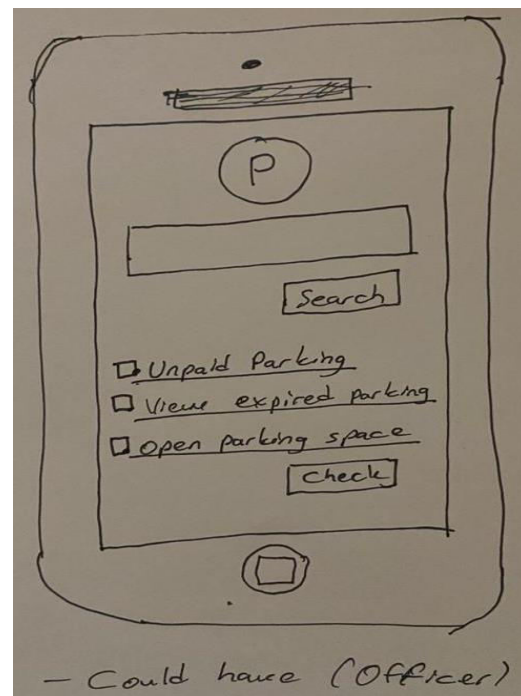 P
Search
Unpaid Parking
View expired parking
open parking space
Check
- Could have (Officer)